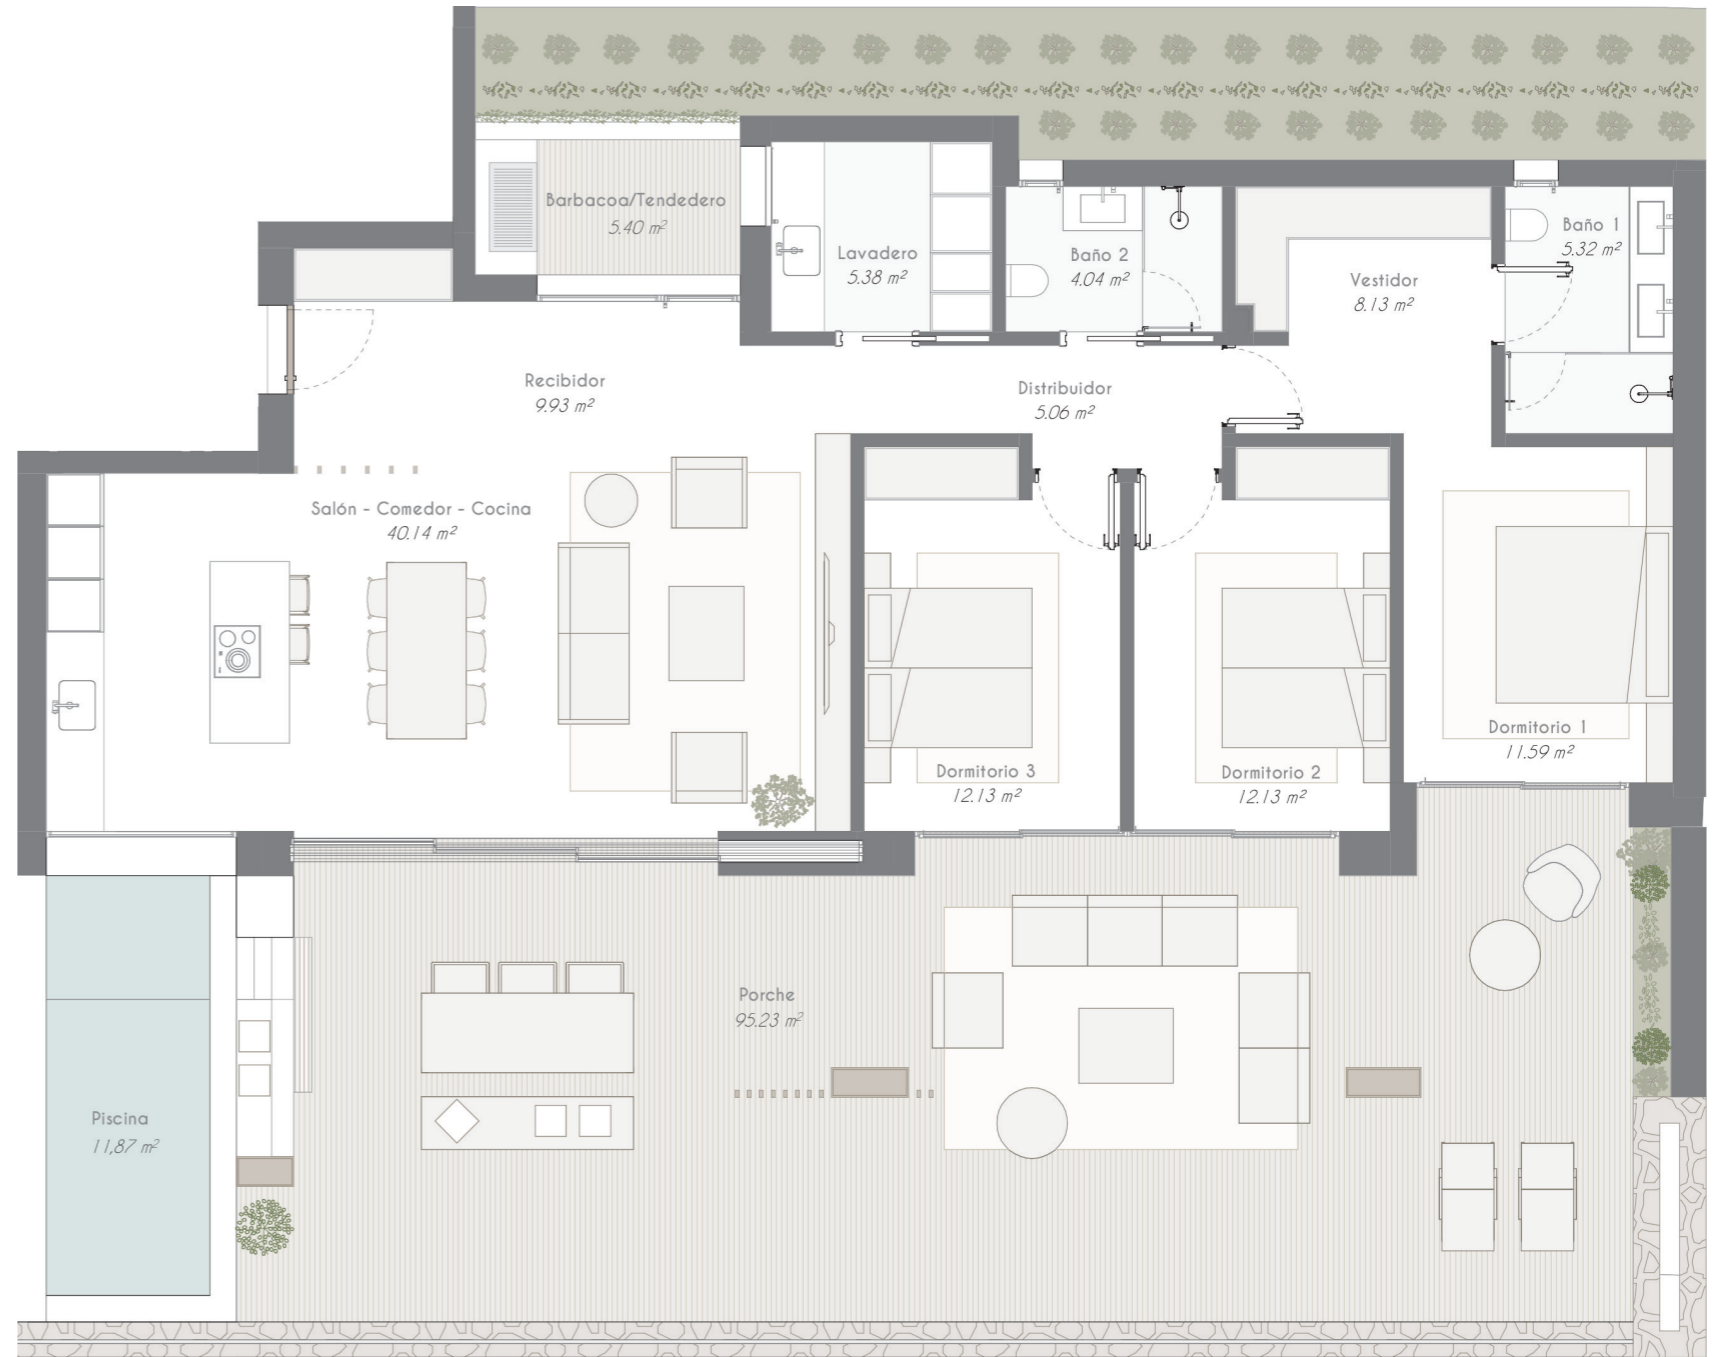 Barbacoa/Tendedero
5.40 m²
Lavadero
5.38 m²
Baño 2
4.04 m²
Vestidor
8.13 m²
Baño 1
5.32 m²
Recibidor
9.93 m²
Distribuidor
5.06 m²
Salón - Comedor - Cocina
40.14 m²
Dormitorio 3
12.13 m²
Dormitorio 2
12.13 m²
Dormitorio 1
11.59 m²
Porche
95.23 m²
Piscina
11,87 m²